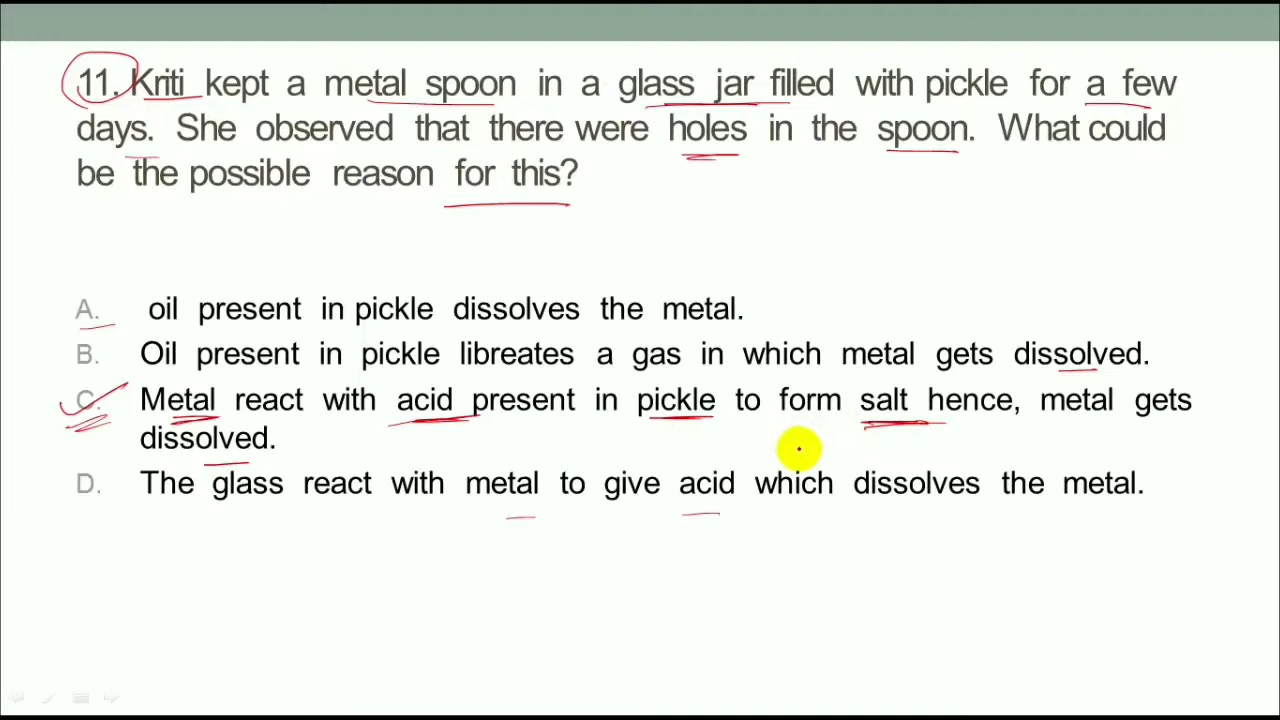 11. Kriti kept a metal spoon in a glass jar filled with pickle for a few
days. She observed that there were holes in the spoon. What could
be the possible reason for this?
A. oil present in pickle dissolves the metal.
B. Oil present in pickle libreates a gas in which metal gets dissolved.
C. Metal react with acid present in pickle to form salt hence, metal gets
dissolved.
D. The glass react with metal to give acid which dissolves the metal.